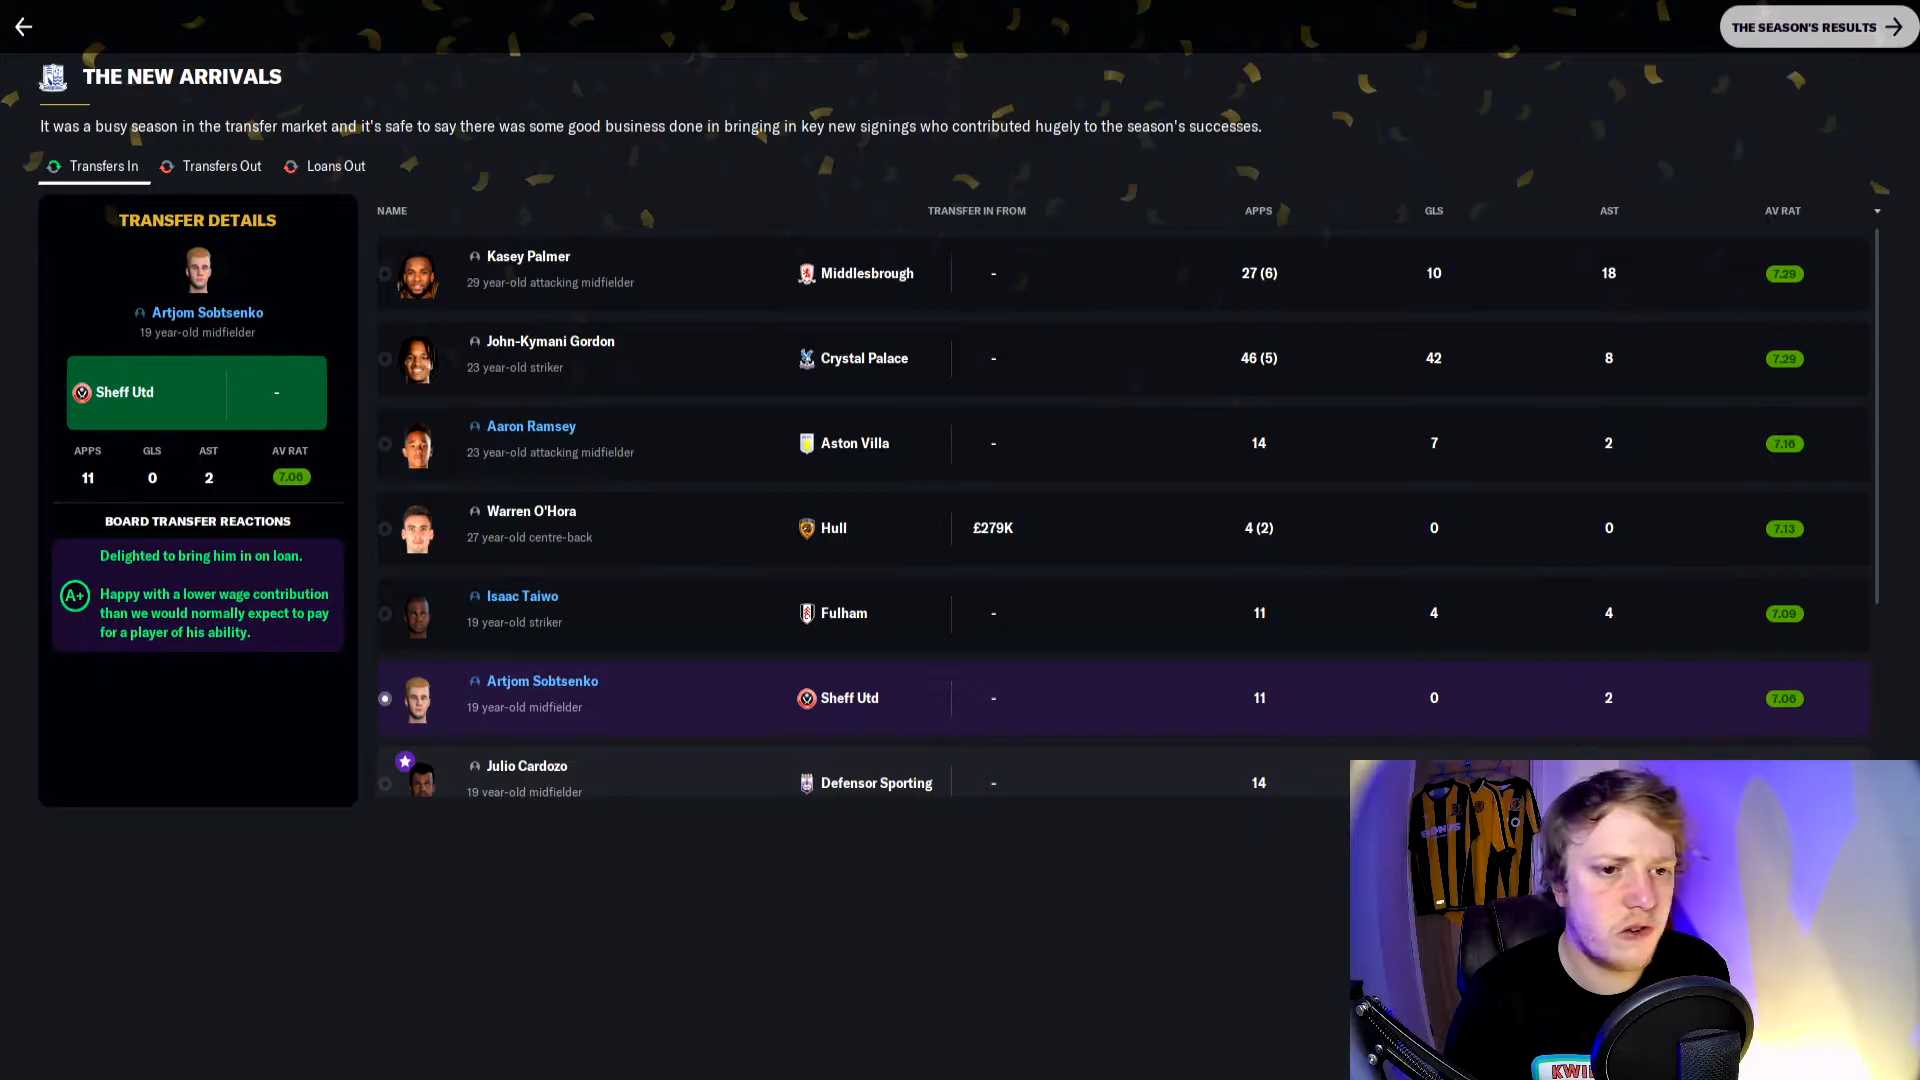 THE SEASON'S RESULTS
THE NEW ARRIVALS
It was a busy season in the transfer market and it's safe to say there was some good business done in bringing in key new signings who contributed hugely to the season's successes.
Transfers In Transfers Out Loans Out
TRANSFER DETAILS
Artjom Sobtsenko
19 year-old midfielder
Sheff Utd -
APPS GLS AST AV RAT
11 0 2 7.06
BOARD TRANSFER REACTIONS
A+
Delighted to bring him in on loan.
Happy with a lower wage contribution
than we would normally expect to pay
for a player of his ability.
NAME TRANSFER IN FROM APPS GLS AST AV RAT
Kasey Palmer
29 year-old attacking midfielder
Middlesbrough - 27 (6) 10 18 7.29
John-Kymani Gordon
23 year-old striker
Crystal Palace - 46 (5) 42 8 7.29
Aaron Ramsey
23 year-old attacking midfielder
Aston Villa - 14 7 2 7.16
Warren O'Hora
27 year-old centre-back
Hull £279K 4 (2) 0 0 7.13
Isaac Taiwo
19 year-old striker
Fulham - 11 4 4 7.09
Artjom Sobtsenko
19 year-old midfielder
Sheff Utd - 11 0 2 7.06
Julio Cardozo
19 year-old midfielder
Defensor Sporting - 14
BONUS
KWI